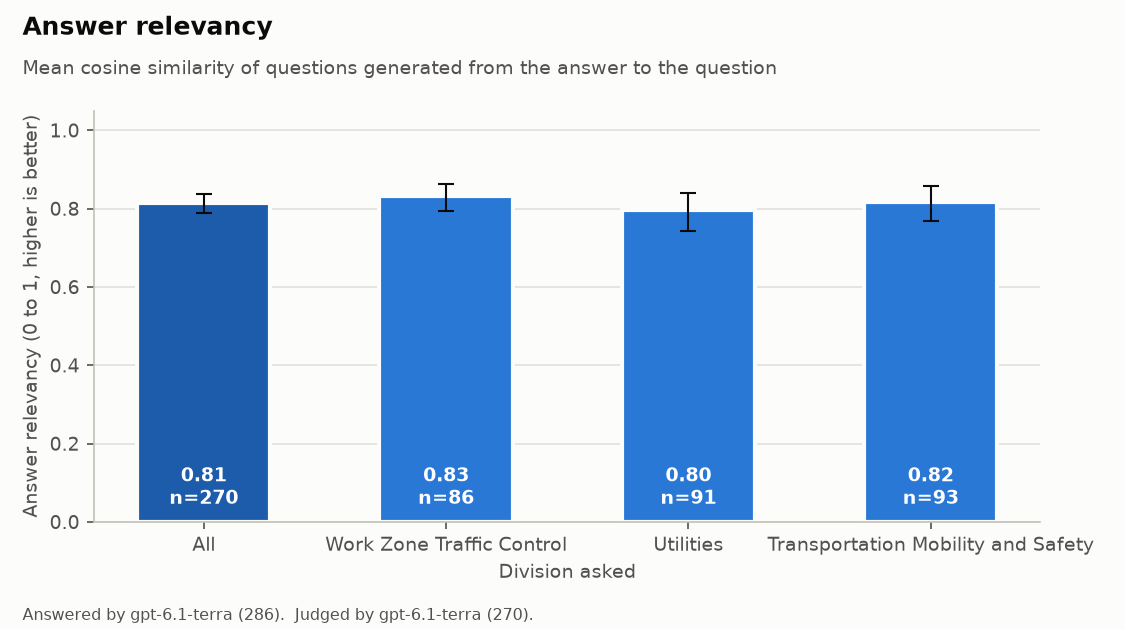 Answer relevancy
Mean cosine similarity of questions generated from the answer to the question
Answer relevancy (0 to 1, higher is better)
1.0
0.8
0.6
0.4
0.2
0.0
0.81
n=270
0.83
n=86
0.80
n=91
0.82
n=93
All
Work Zone Traffic Control
Utilities
Transportation Mobility and Safety
Division asked
Answered by gpt-6.1-terra (286).  Judged by gpt-6.1-terra (270).